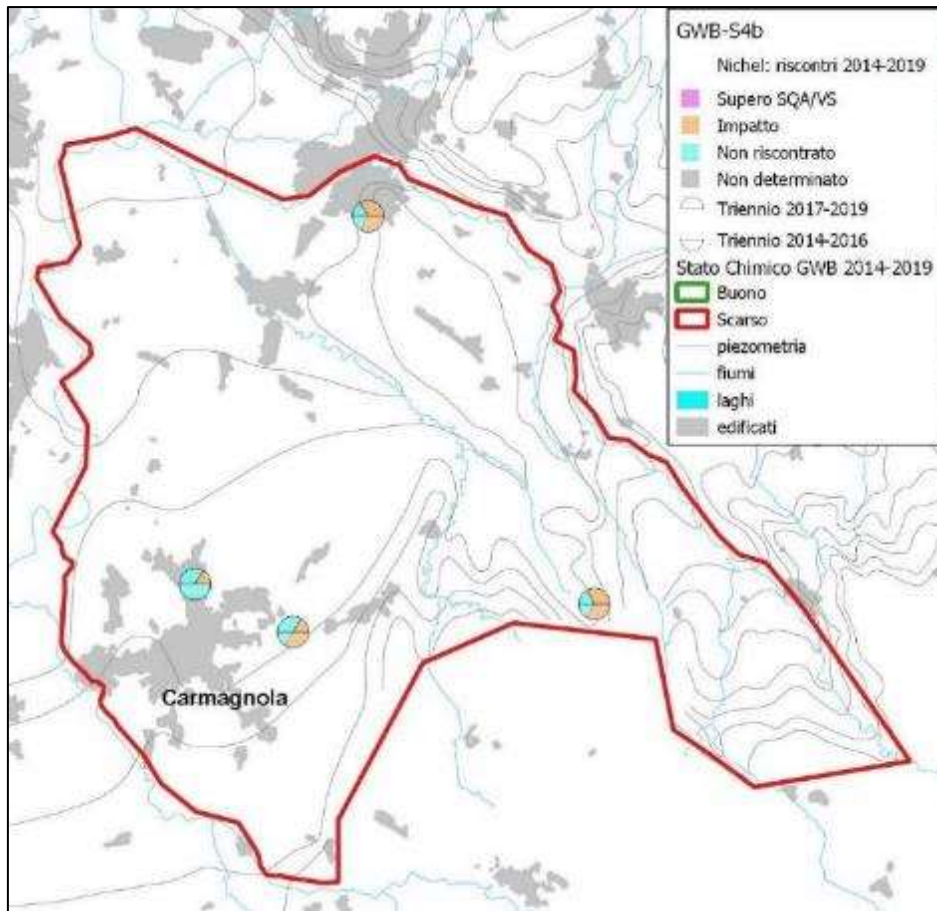 GWB-S4b
Nichel: riscontri 2014-2019
Supero SQA/VS
Impatto
Non riscontrato
Non determinato
Triennio 2017-2019
Triennio 2014-2016
Stato Chimico GWB 2014-2019
Buono
Scarso
piezometria
fiumi
laghi
edificati
Carmagnola